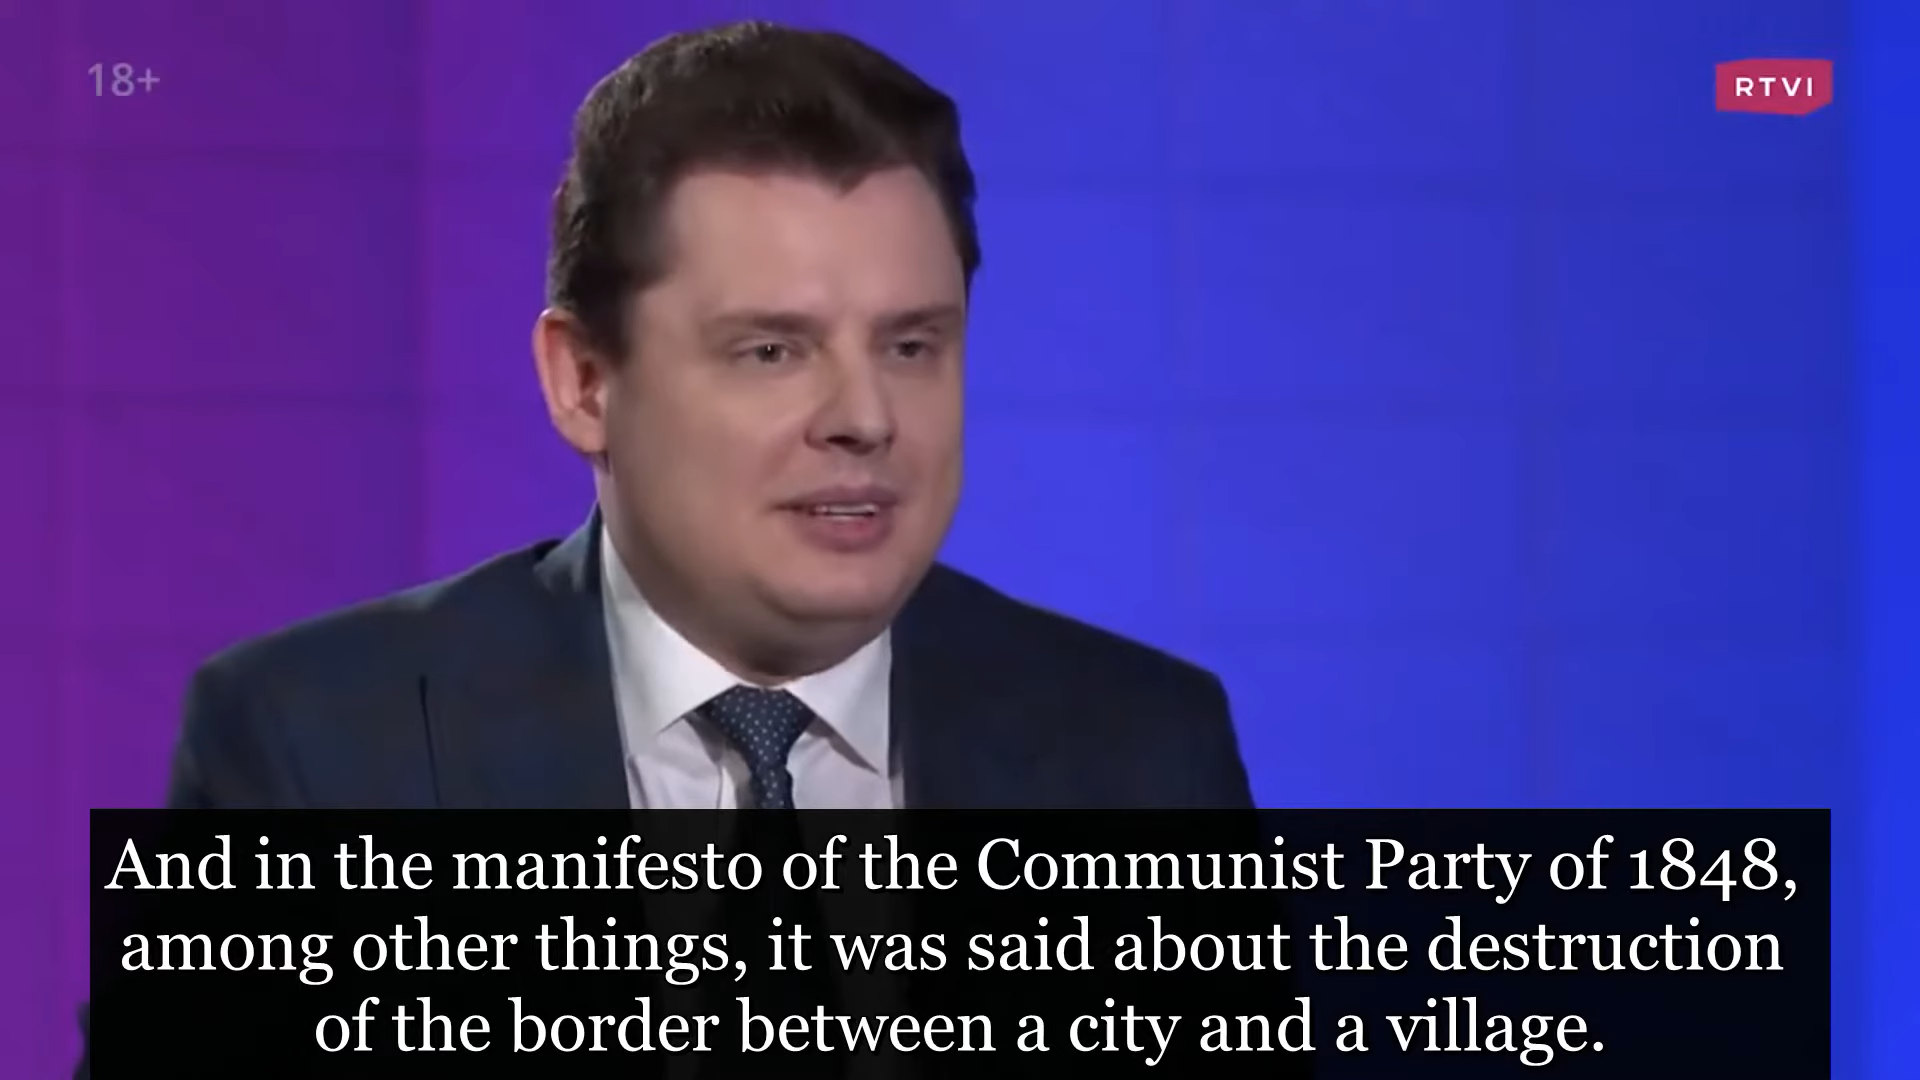 18+
RTVI
And in the manifesto of the Communist Party of 1848,
among other things, it was said about the destruction
of the border between a city and a village.